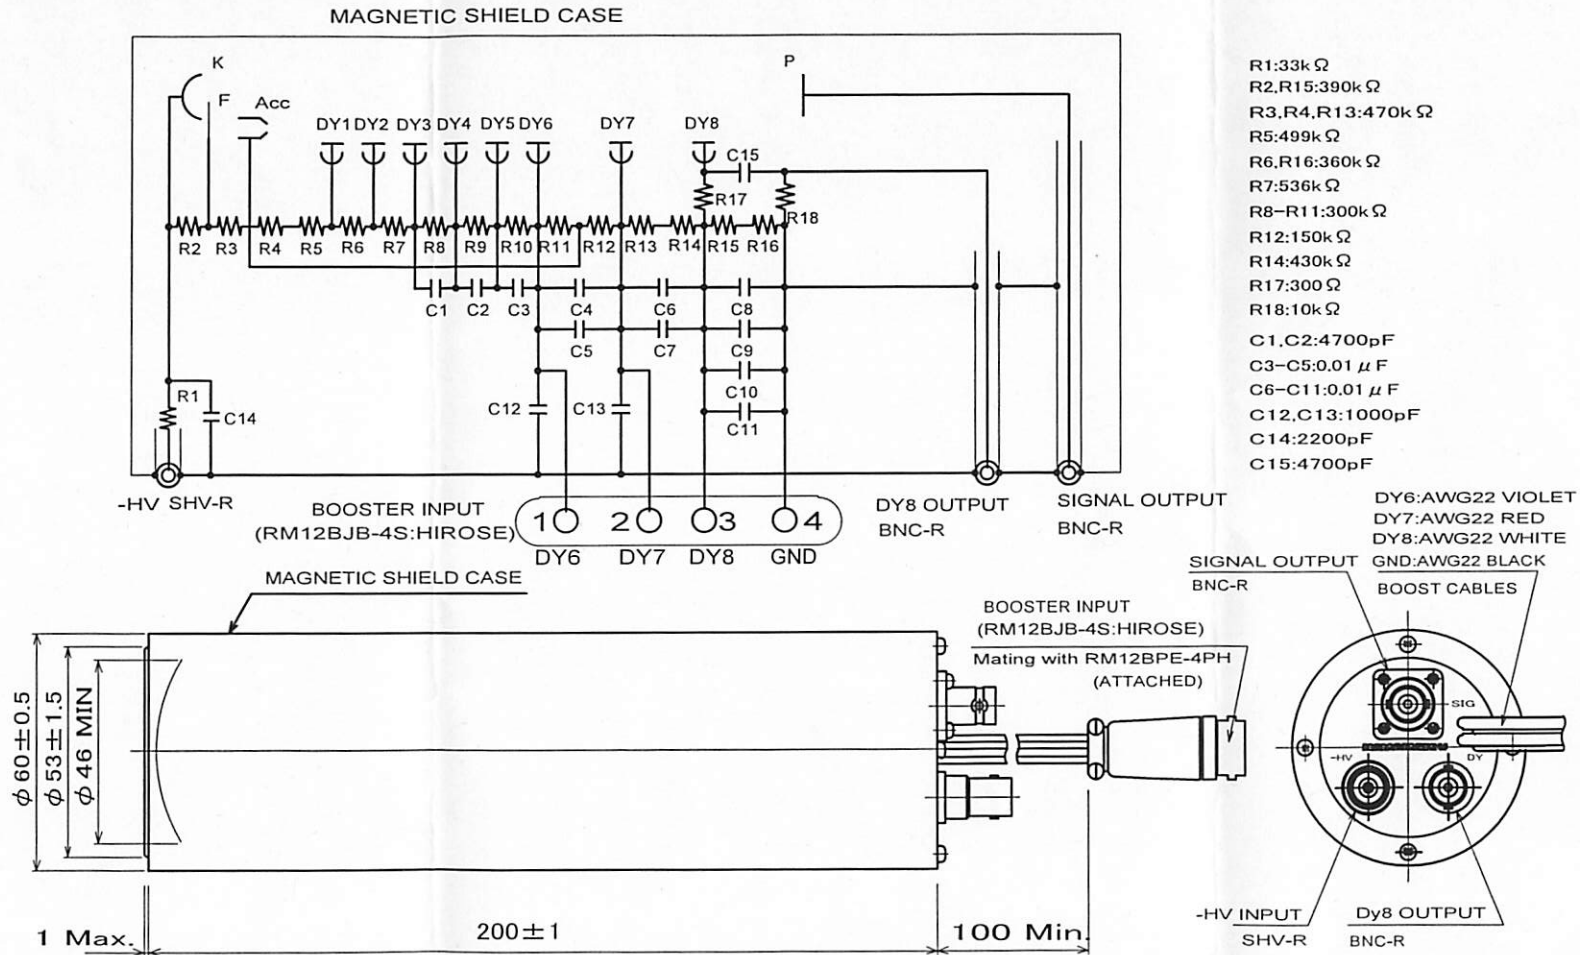 MAGNETIC SHIELD CASE
K
F
Acc
DY1 DY2 DY3 DY4 DY5 DY6 DY7 DY8
P
C15
R17
R18
R2 R3 R4 R5 R6 R7 R8 R9 R10 R11 R12 R13 R14 R15 R16
C1 C2 C3 C4 C6 C8
C5 C7 C9
C10
C11
R1
C14
C12
C13
-HV SHV-R
BOOSTER INPUT
(RM12BJB-4S:HIROSE)
1 2 3 4
DY6 DY7 DY8 GND
DY8 OUTPUT
BNC-R
SIGNAL OUTPUT
BNC-R
R1:33kΩ
R2,R15:390kΩ
R3,R4,R13:470kΩ
R5:499kΩ
R6,R16:360kΩ
R7:536kΩ
R8-R11:300kΩ
R12:150kΩ
R14:430kΩ
R17:300Ω
R18:10kΩ
C1,C2:4700pF
C3-C5:0.01μF
C6-C11:0.01μF
C12,C13:1000pF
C14:2200pF
C15:4700pF
MAGNETIC SHIELD CASE
φ60±0.5
φ53±1.5
φ46 MIN
1 Max.
200±1
100 Min.
BOOSTER INPUT
(RM12BJB-4S:HIROSE)
Mating with RM12BPE-4PH
(ATTACHED)
DY6:AWG22 VIOLET
DY7:AWG22 RED
DY8:AWG22 WHITE
GND:AWG22 BLACK
BOOST CABLES
SIGNAL OUTPUT
BNC-R
SIG
-HV
DY
-HV INPUT
SHV-R
Dy8 OUTPUT
BNC-R